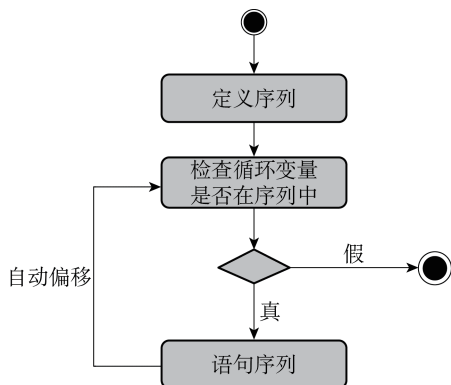 定义序列
检查循环变量
是否在序列中
假
自动偏移
真
语句序列